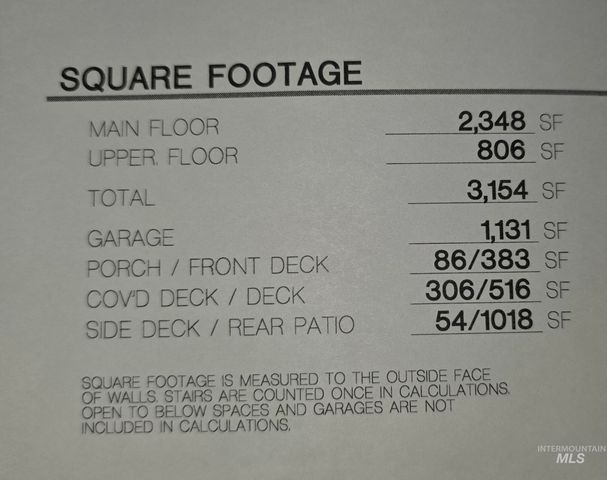 SQUARE FOOTAGE
MAIN FLOOR 2,348 SF
UPPER FLOOR 806 SF
TOTAL 3,154 SF
GARAGE 1,131 SF
PORCH / FRONT DECK 86/383 SF
COV'D DECK / DECK 306/516 SF
SIDE DECK / REAR PATIO 54/1018 SF
SQUARE FOOTAGE IS MEASURED TO THE OUTSIDE FACE
OF WALLS. STAIRS ARE COUNTED ONCE IN CALCULATIONS.
OPEN TO BELOW SPACES AND GARAGES ARE NOT
INCLUDED IN CALCULATIONS.
INTERMOUNTAIN
MLS